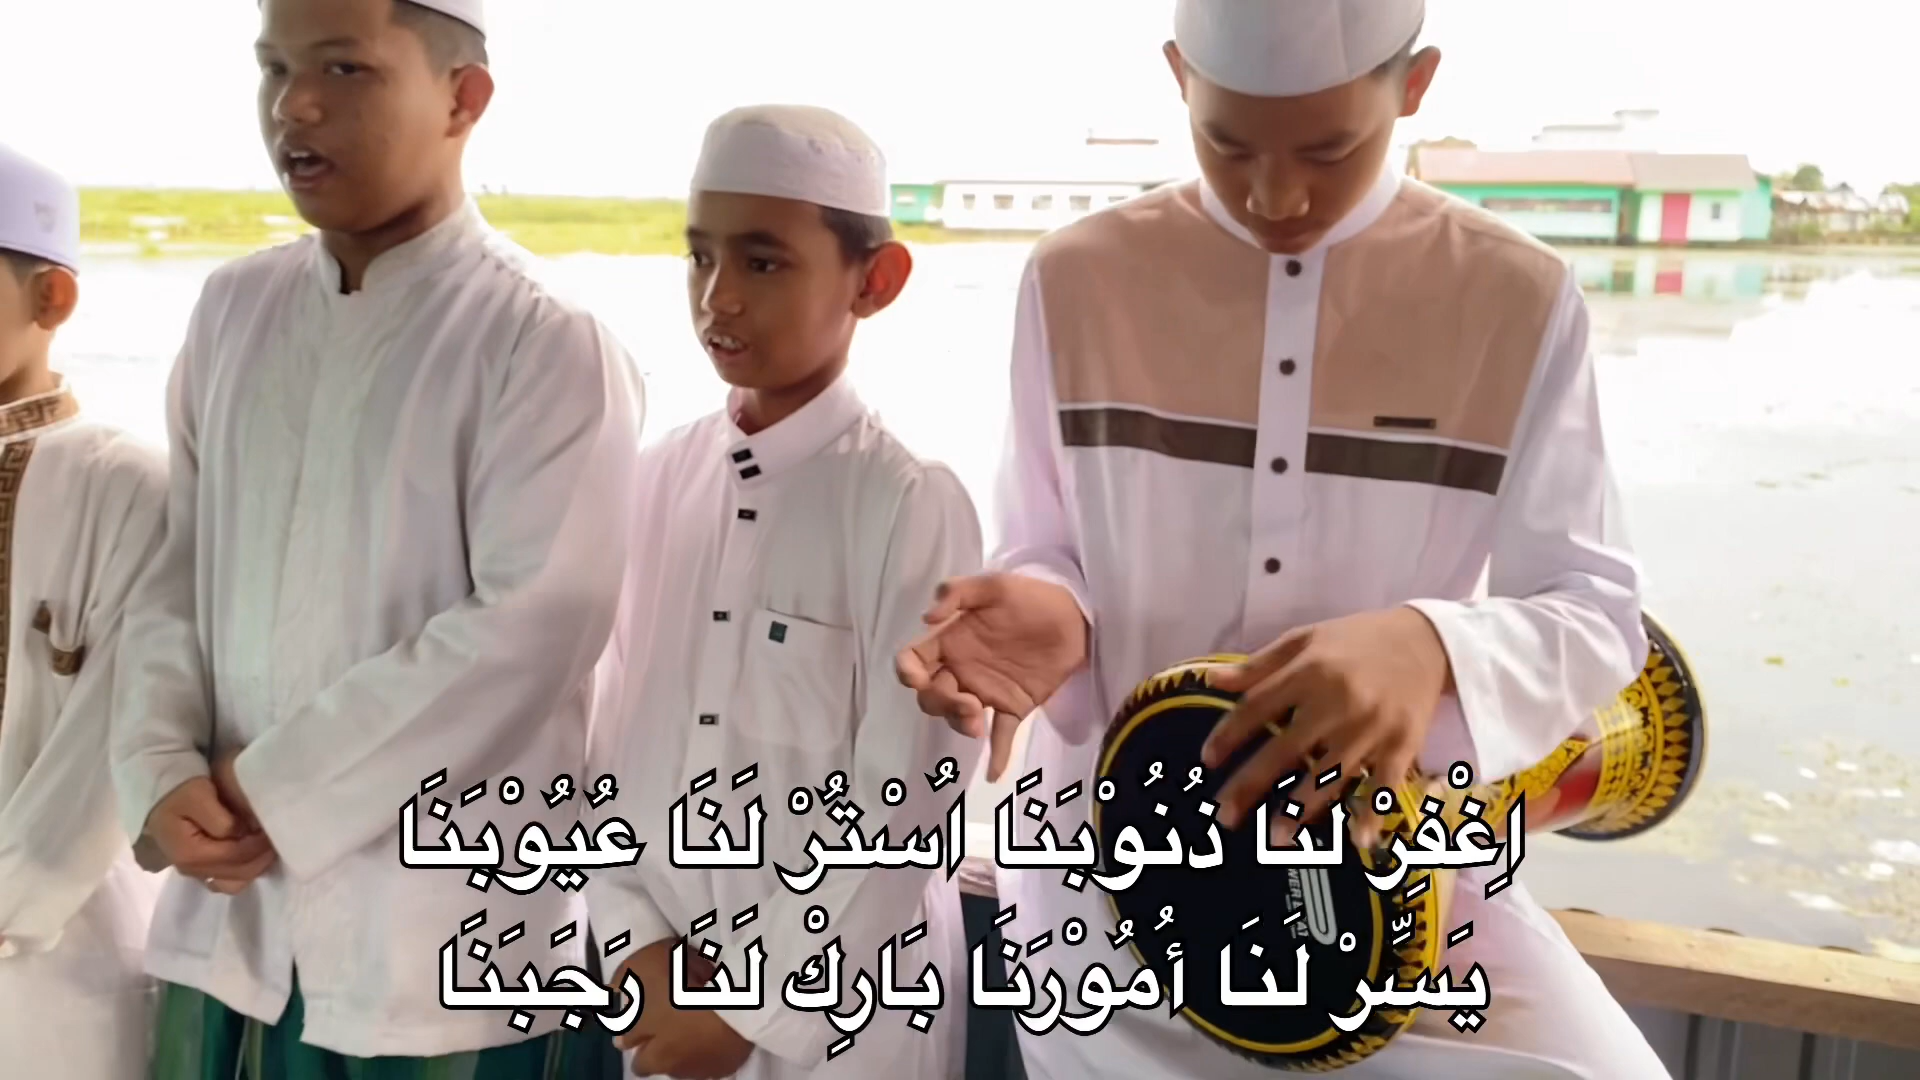 اِغْفِرْ لَنَا ذُنُوْبَنَا اُسْتُرْ لَنَا عُيُوْبَنَا
يَسِّرْ لَنَا أُمُوْرَنَا بَارِكْ لَنَا رَجَبَنَا